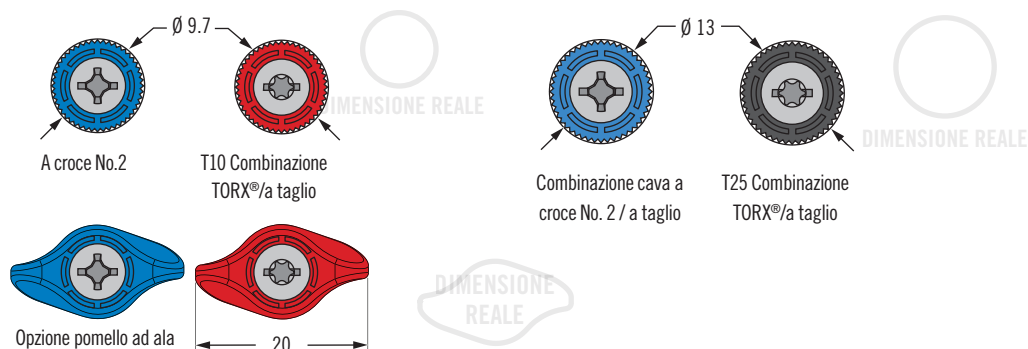 Ø 9.7
DIMENSIONE REALE
A croce No.2
T10 Combinazione
TORX®/a taglio
Ø 13
DIMENSIONE REALE
Combinazione cava a
croce No. 2 / a taglio
T25 Combinazione
TORX®/a taglio
Opzione pomello ad ala
20
DIMENSIONE
REALE